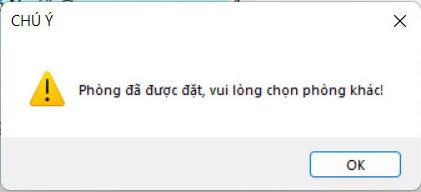 CHÚ Ý
Phòng đã được đặt, vui lòng chọn phòng khác!
OK